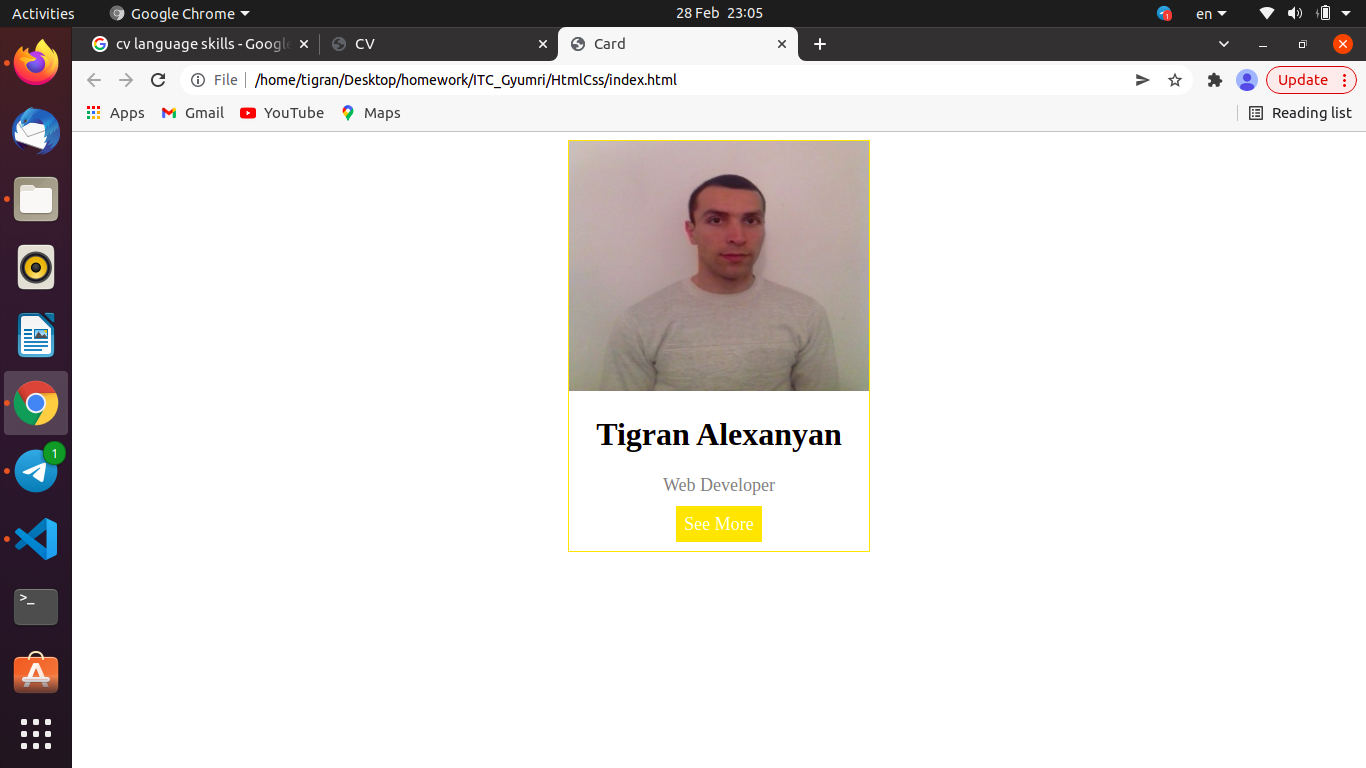 Activities Google Chrome 28 Feb 23:05 1 en
cv language skills - Google CV Card
File /home/tigran/Desktop/homework/ITC_Gyumri/HtmlCss/index.html Update
Apps Gmail YouTube Maps Reading list
Tigran Alexanyan
1
Web Developer
See More
>_